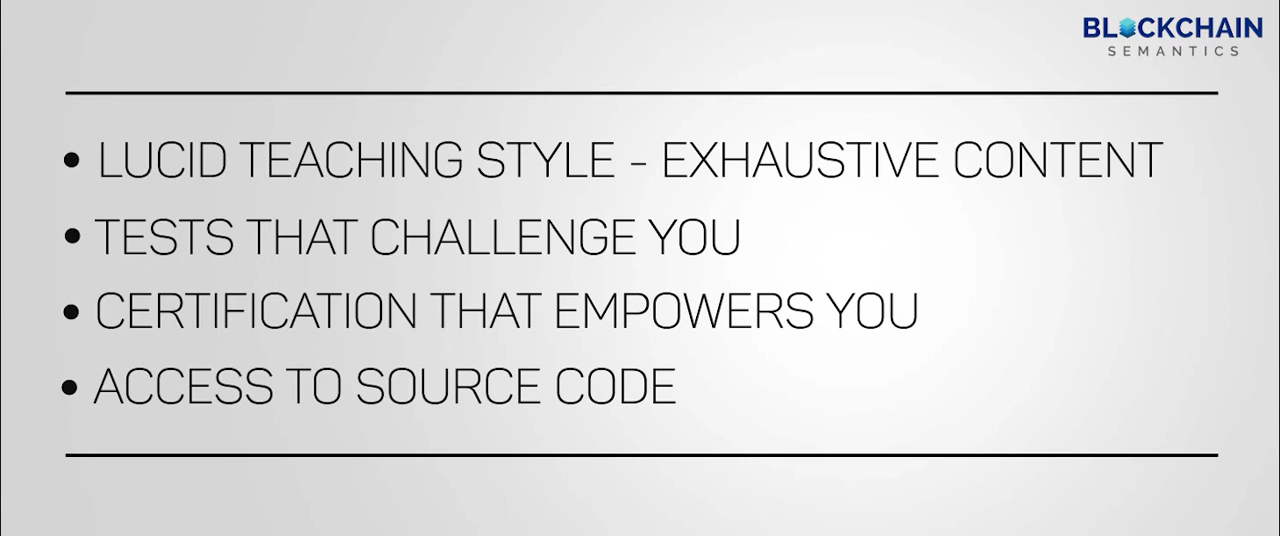 BLOCKCHAIN
SEMANTICS
• LUCID TEACHING STYLE - EXHAUSTIVE CONTENT
• TESTS THAT CHALLENGE YOU
• CERTIFICATION THAT EMPOWERS YOU
• ACCESS TO SOURCE CODE